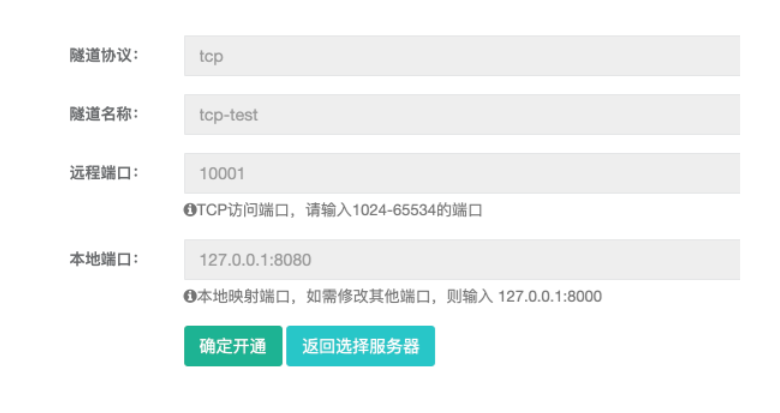 隧道协议： tcp
隧道名称： tcp-test
远程端口： 10001
TCP访问端口，请输入1024-65534的端口
本地端口： 127.0.0.1:8080
本地映射端口，如需修改其他端口，则输入 127.0.0.1:8000
确定开通 返回选择服务器